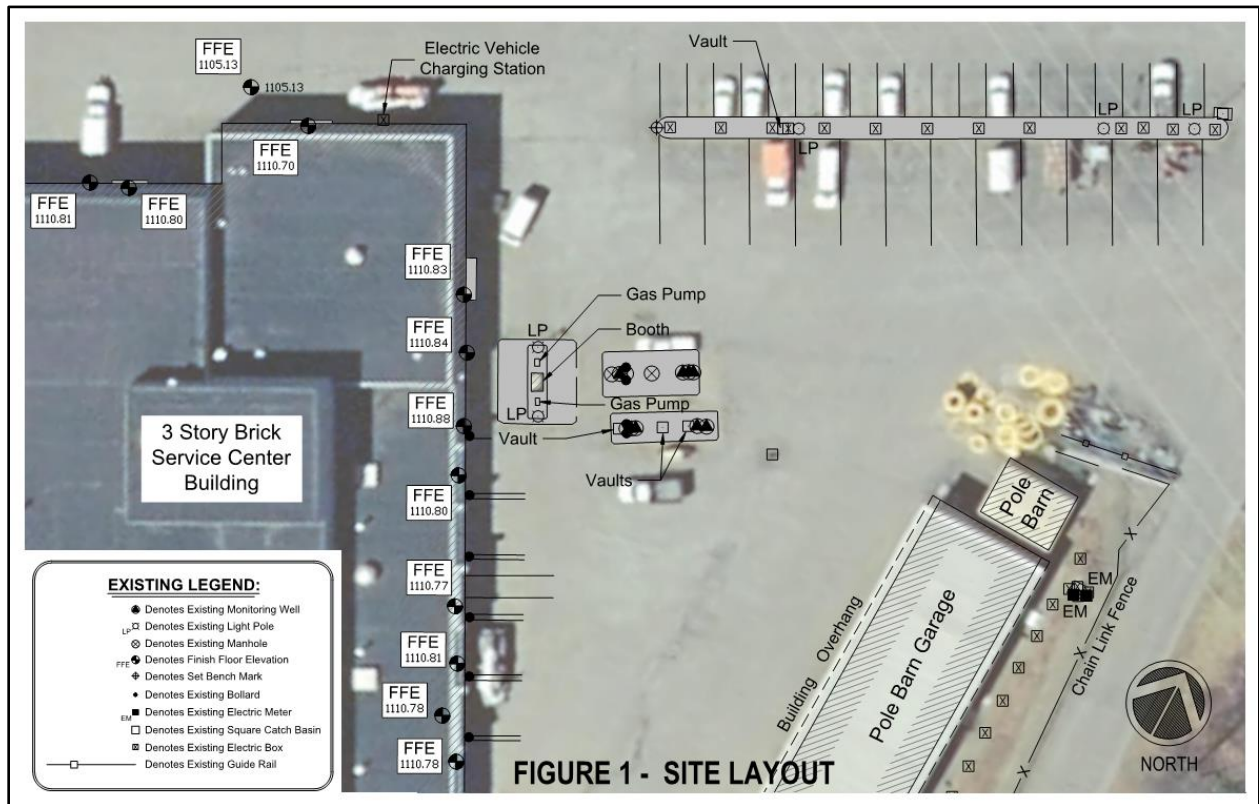 FFE
1105.13
1105.13
Electric Vehicle
Charging Station
Vault
LP
LP
LP
FFE
1110.70
FFE
1110.81
FFE
1110.80
FFE
1110.83
Gas Pump
LP
Booth
FFE
1110.84
Gas Pump
LP
FFE
1110.88
Vault
Vaults
3 Story Brick
Service Center
Building
FFE
1110.80
Pole
Barn
FFE
1110.77
EM
EM
Chain Link Fence
X
X
X
Building Overhang
Pole Barn Garage
FFE
1110.81
FFE
1110.78
FFE
1110.78
EXISTING LEGEND:
Denotes Existing Monitoring Well
LP Denotes Existing Light Pole
Denotes Existing Manhole
FFE Denotes Finish Floor Elevation
Denotes Set Bench Mark
Denotes Existing Bollard
EM Denotes Existing Electric Meter
Denotes Existing Square Catch Basin
Denotes Existing Electric Box
Denotes Existing Guide Rail
FIGURE 1 - SITE LAYOUT
NORTH